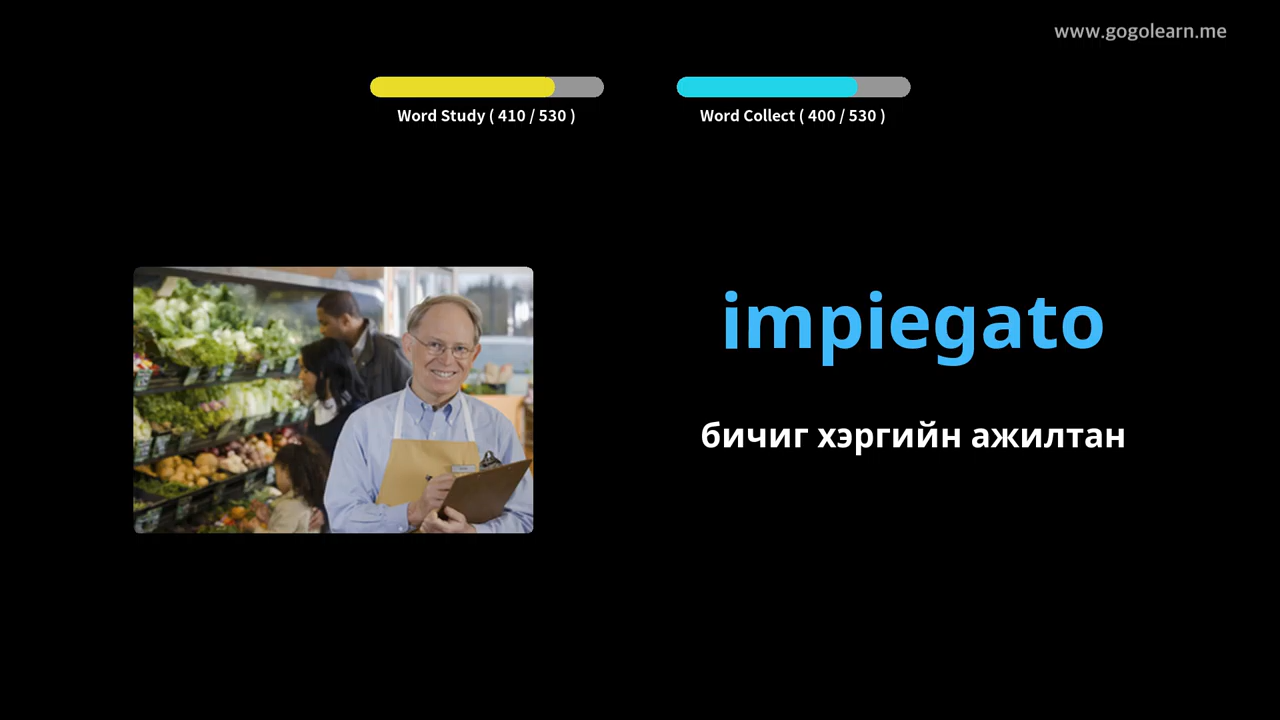 www.gogolearn.me
Word Study ( 410 / 530 )
Word Collect ( 400 / 530 )
impiegato
бичиг хэргийн ажилтан